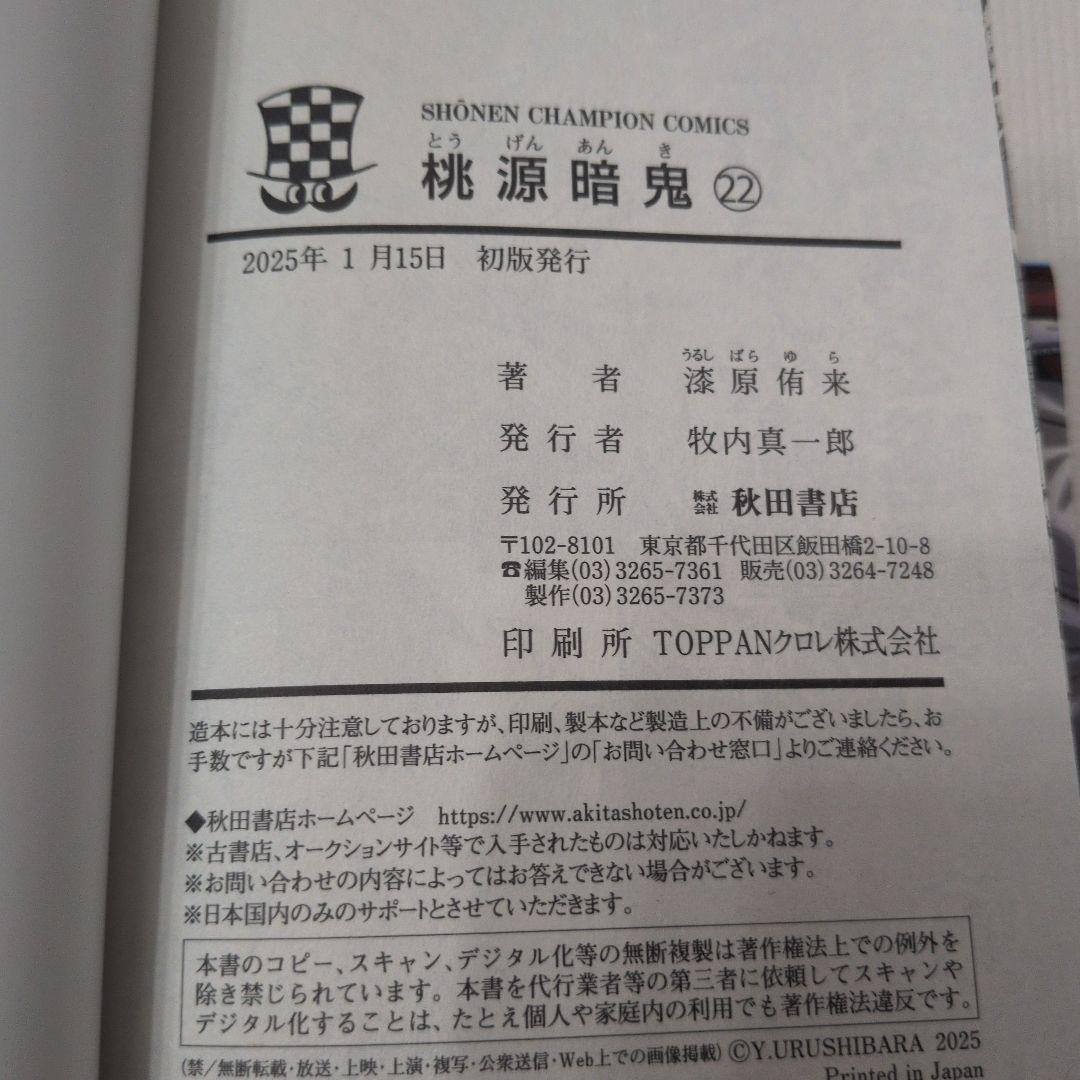 SHŌNEN CHAMPION COMICS
とう げん あん き
桃源暗鬼 ㉒
2025年 1 月15日 初版発行
うるし ばら ゆ ら
著 者 漆原侑来
発行者 牧内真一郎
発行所 株式会社 秋田書店
〒102-8101 東京都千代田区飯田橋2-10-8
☎編集(03)3265-7361 販売(03)3264-7248
製作(03)3265-7373
印刷所 TOPPANクロレ株式会社
造本には十分注意しておりますが、印刷、製本など製造上の不備がございましたら、お
手数ですが下記「秋田書店ホームページ」の「お問い合わせ窓口」よりご連絡ください。
◆秋田書店ホームページ https://www.akitashoten.co.jp/
※古書店、オークションサイト等で入手されたものは対応いたしかねます。
※お問い合わせの内容によってはお答えできない場合がございます。
※日本国内のみのサポートとさせていただきます。
本書のコピー、スキャン、デジタル化等の無断複製は著作権法上での例外を
除き禁じられています。本書を代行業者等の第三者に依頼してスキャンや
デジタル化することは、たとえ個人や家庭内の利用でも著作権法違反です。
(禁/無断転載・放送・上映・上演・複写・公衆送信・Web上での画像掲載) ©Y.URUSHIBARA 2025
Printed in Japan